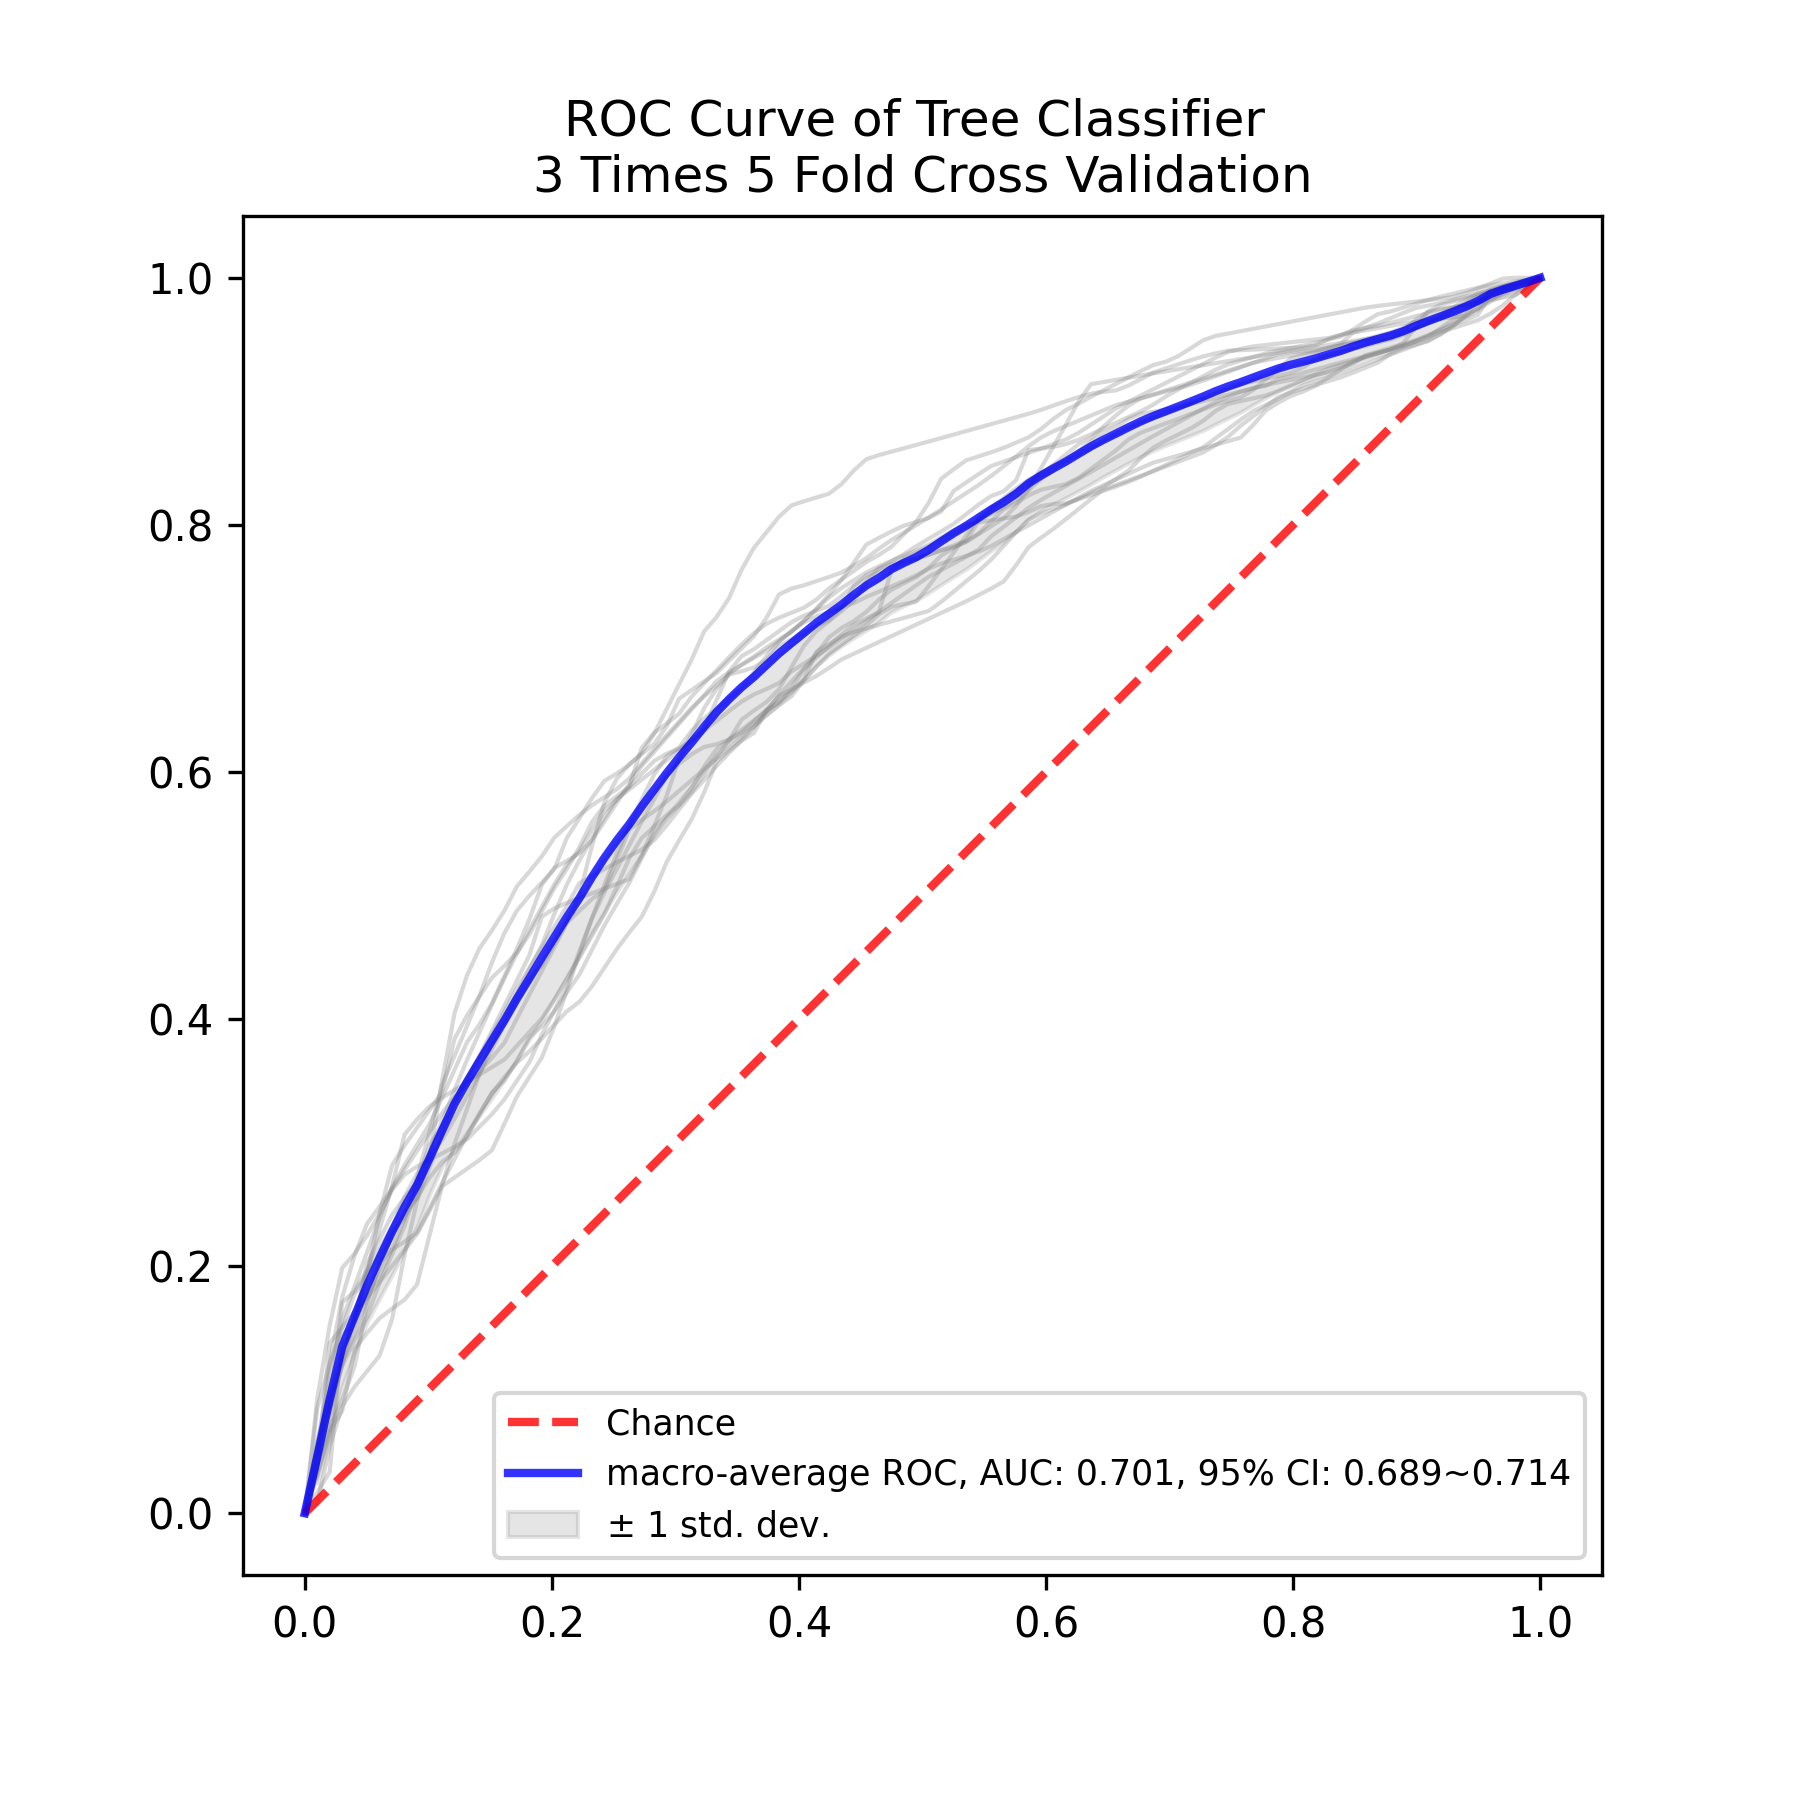 ROC Curve of Tree Classifier
3 Times 5 Fold Cross Validation
1.0
0.8
0.6
0.4
0.2
0.0
Chance
macro-average ROC, AUC: 0.701, 95% CI: 0.689~0.714
± 1 std. dev.
0.0 0.2 0.4 0.6 0.8 1.0